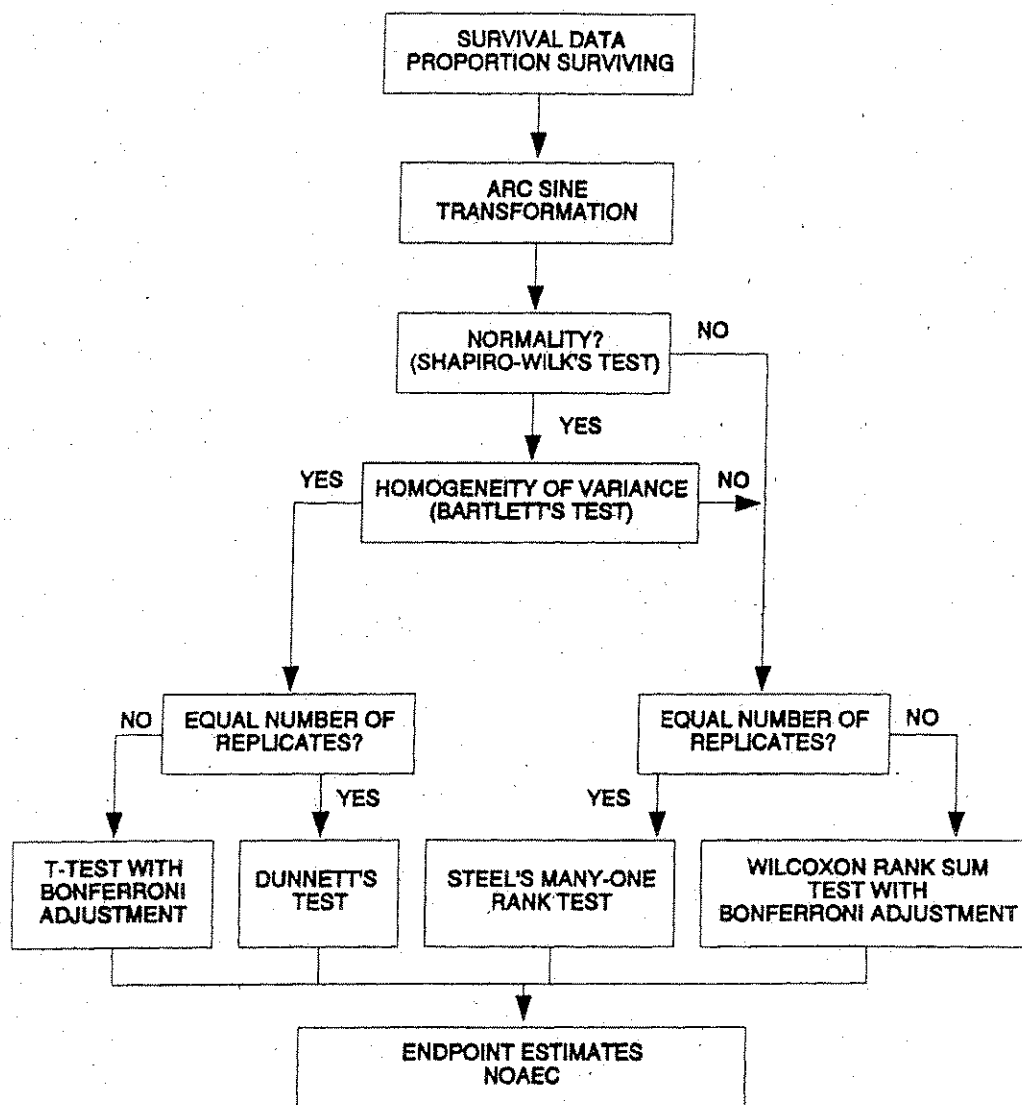 SURVIVAL DATA
PROPORTION SURVIVING
ARC SINE
TRANSFORMATION
NORMALITY?
(SHAPIRO-WILK'S TEST)
NO
YES
YES
HOMOGENEITY OF VARIANCE
(BARTLETT'S TEST)
NO
NO
EQUAL NUMBER OF
REPLICATES?
YES
EQUAL NUMBER OF
REPLICATES?
NO
YES
T-TEST WITH
BONFERRONI
ADJUSTMENT
DUNNETT'S
TEST
STEEL'S MANY-ONE
RANK TEST
WILCOXON RANK SUM
TEST WITH
BONFERRONI ADJUSTMENT
ENDPOINT ESTIMATES
NOAEC